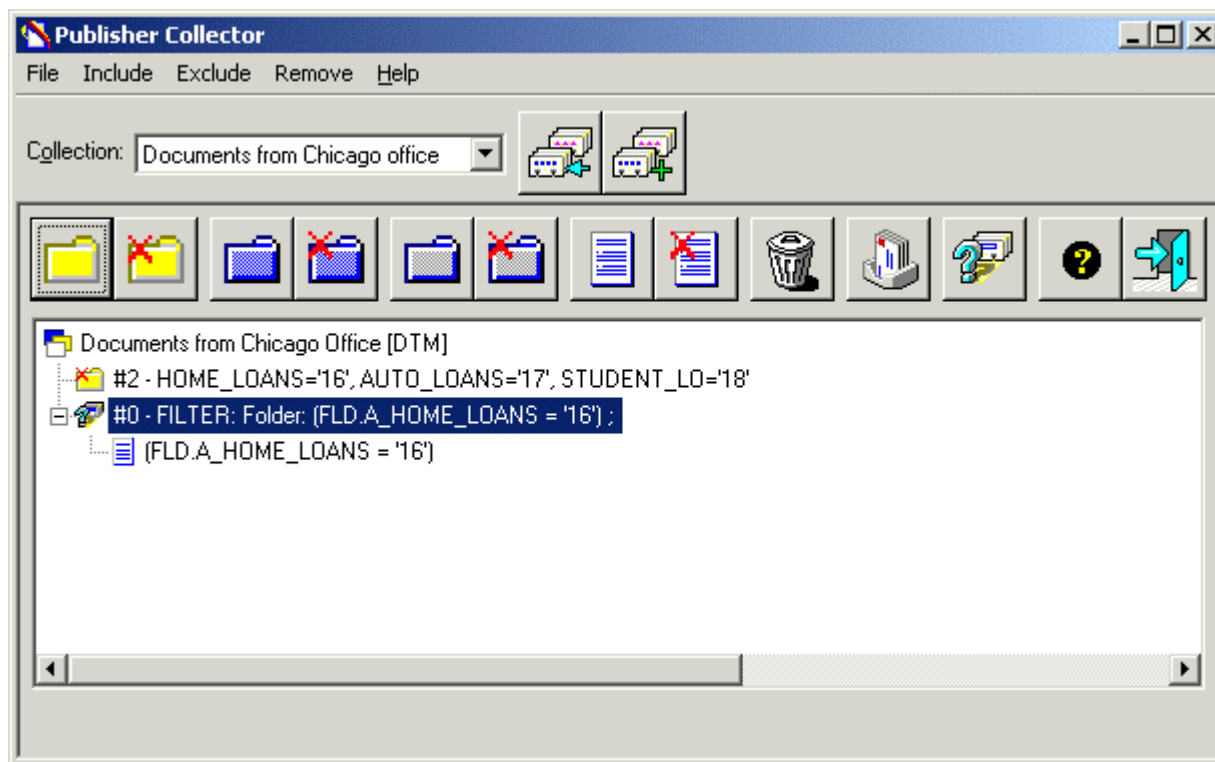 Publisher Collector
File Include Exclude Remove Help
Collection: Documents from Chicago office
Documents from Chicago Office [DTM]
#2 - HOME_LOANS='16', AUTO_LOANS='17', STUDENT_LO='18'
#0 - FILTER: Folder: (FLD.A_HOME_LOANS = '16') ;
(FLD.A_HOME_LOANS = '16')